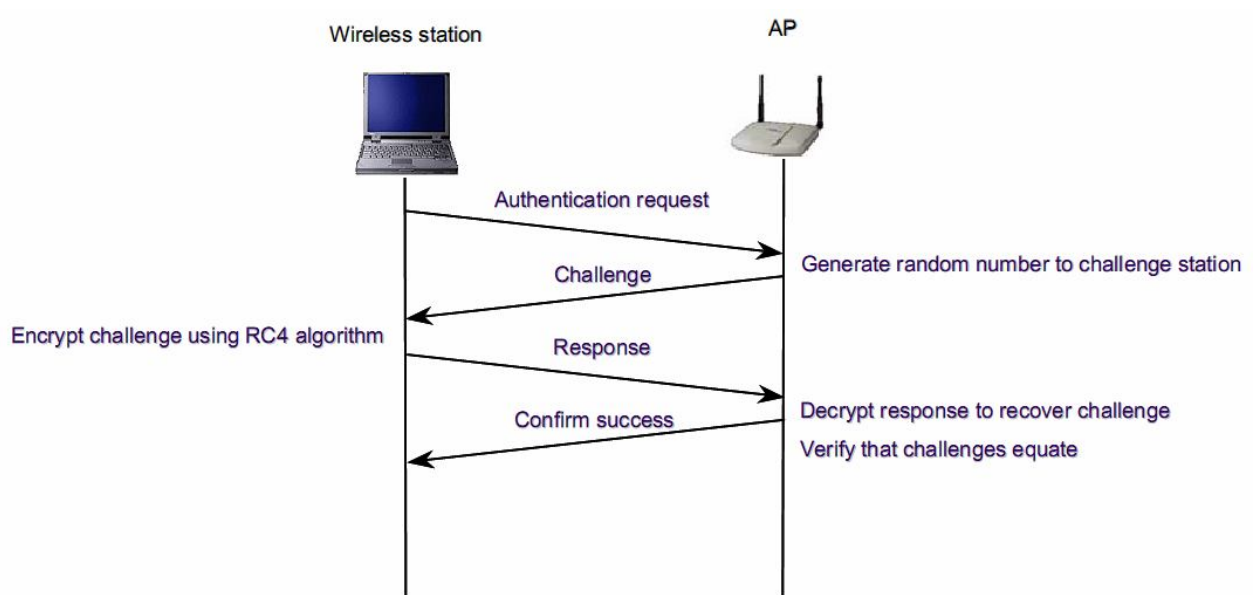 Wireless station
AP
Authentication request
Generate random number to challenge station
Challenge
Encrypt challenge using RC4 algorithm
Response
Decrypt response to recover challenge
Confirm success
Verify that challenges equate